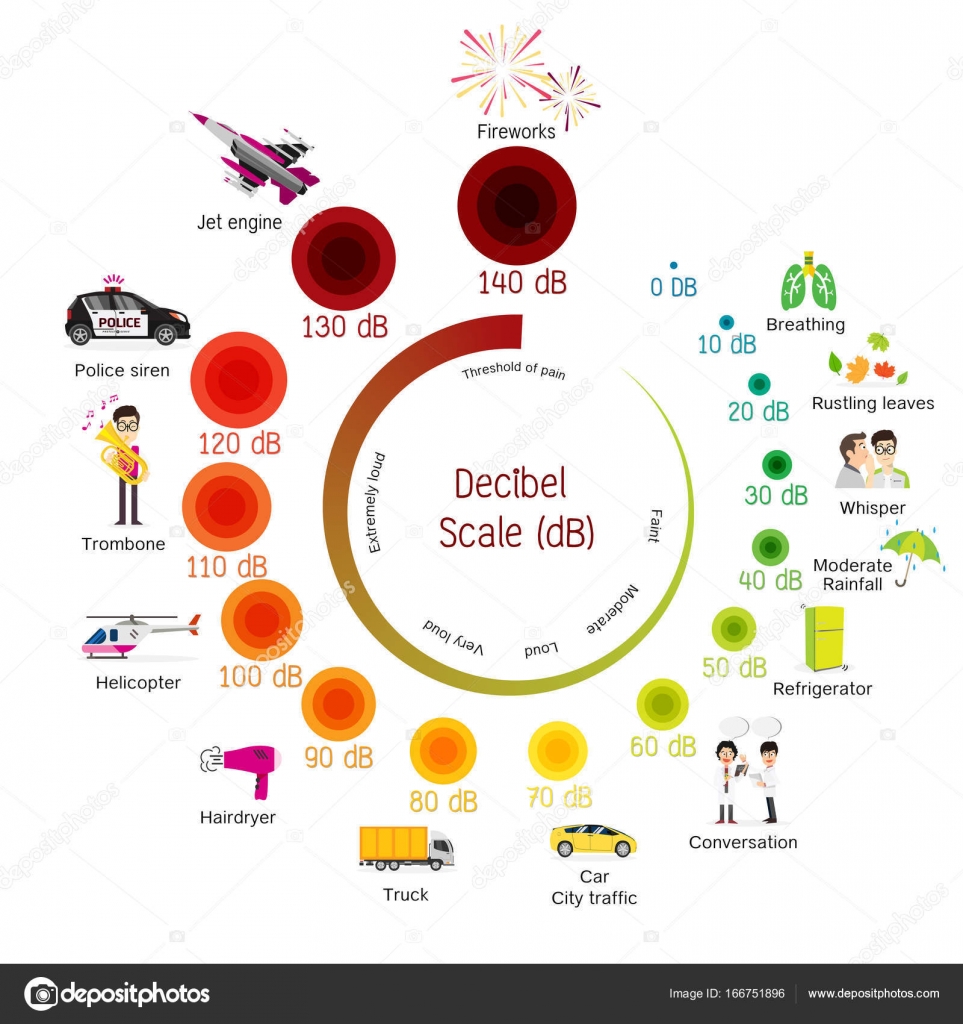 Fireworks
140 dB
Jet engine
130 dB
POLICE
Police siren
120 dB
Trombone
110 dB
Helicopter
100 dB
Hairdryer
90 dB
Truck
80 dB
Car
City traffic
70 dB
Conversation
60 dB
Refrigerator
50 dB
Moderate
Rainfall
40 dB
Whisper
30 dB
Rustling leaves
20 dB
Breathing
10 dB
0 DB
Threshold of pain
Extremely loud
Very loud
Loud
Moderate
Faint
Decibel
Scale (dB)
depositphotos
Image ID: 166751896 www.depositphotos.com